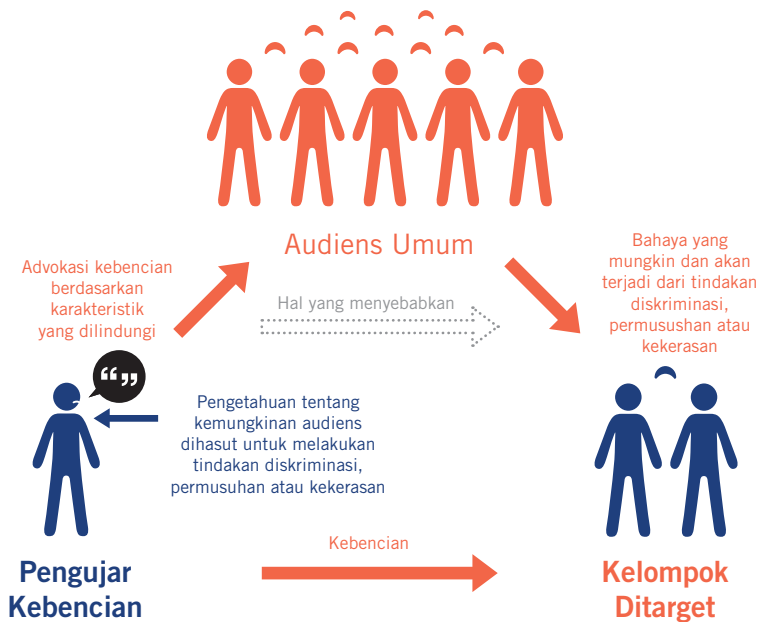 Audiens Umum
Advokasi kebencian
berdasarkan
karakteristik
yang dilindungi
Hal yang menyebabkan
Bahaya yang
mungkin dan akan
terjadi dari tindakan
diskriminasi,
permusushan atau
kekerasan
“ ”
Pengetahuan tentang
kemungkinan audiens
dihasut untuk melakukan
tindakan diskriminasi,
permusuhan atau kekerasan
Pengujar
Kebencian
Kebencian
Kelompok
Ditarget